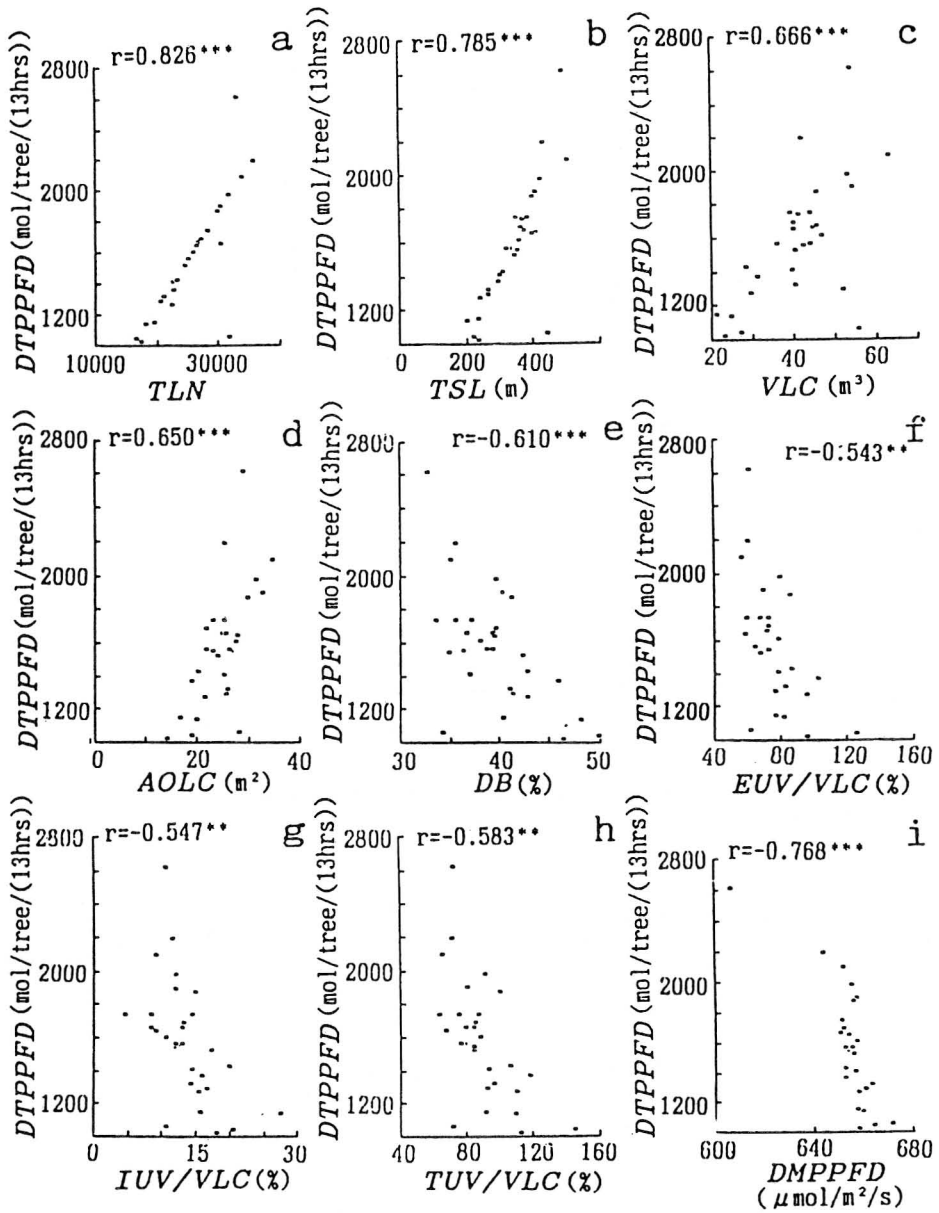 a
r=0.826***
DTPPFD (mol/tree/(13hrs))
2800
2000
1200
10000
30000
TLN
b
r=0.785***
DTPPFD (mol/tree/(13hrs))
2800
2000
1200
0
200
400
600
TSL (m)
c
r=0.666***
DTPPFD (mol/tree/(13hrs))
2800
2000
1200
20
40
60
VLC (m³)
d
r=0.650***
DTPPFD (mol/tree/(13hrs))
2800
2000
1200
0
20
40
AOLC (m²)
e
r=-0.610***
DTPPFD (mol/tree/(13hrs))
2800
2000
1200
30
40
50
DB (%)
f
r=-0.543**
DTPPFD (mol/tree/(13hrs))
2800
2000
1200
40
80
120
160
EUV/VLC (%)
g
r=-0.547**
DTPPFD (mol/tree/(13hrs))
2800
2000
1200
0
15
30
IUV/VLC (%)
h
r=-0.583**
DTPPFD (mol/tree/(13hrs))
2800
2000
1200
40
80
120
160
TUV/VLC (%)
i
r=-0.768***
DTPPFD (mol/tree/(13hrs))
2800
2000
1200
600
640
680
DMPPFD
(μmol/m²/s)